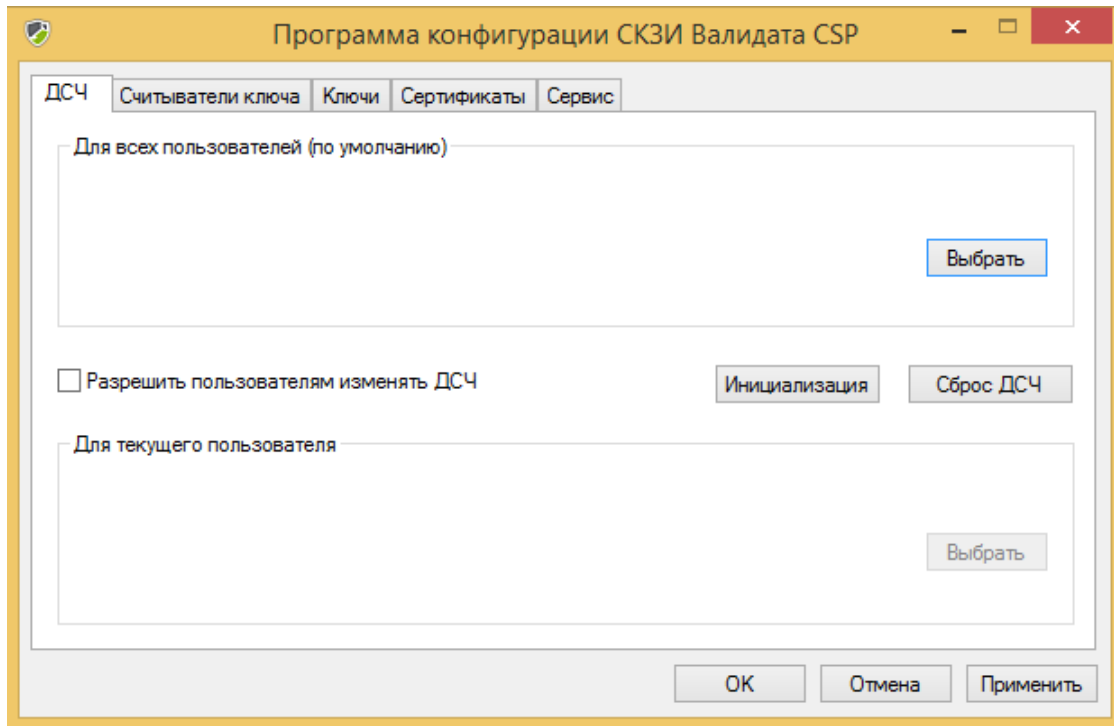 Программа конфигурации СКЗИ Валидата CSP
ДСЧ Считыватели ключа Ключи Сертификаты Сервис
Для всех пользователей (по умолчанию)
Выбрать
Разрешить пользователям изменять ДСЧ Инициализация Сброс ДСЧ
Для текущего пользователя
Выбрать
OK Отмена Применить